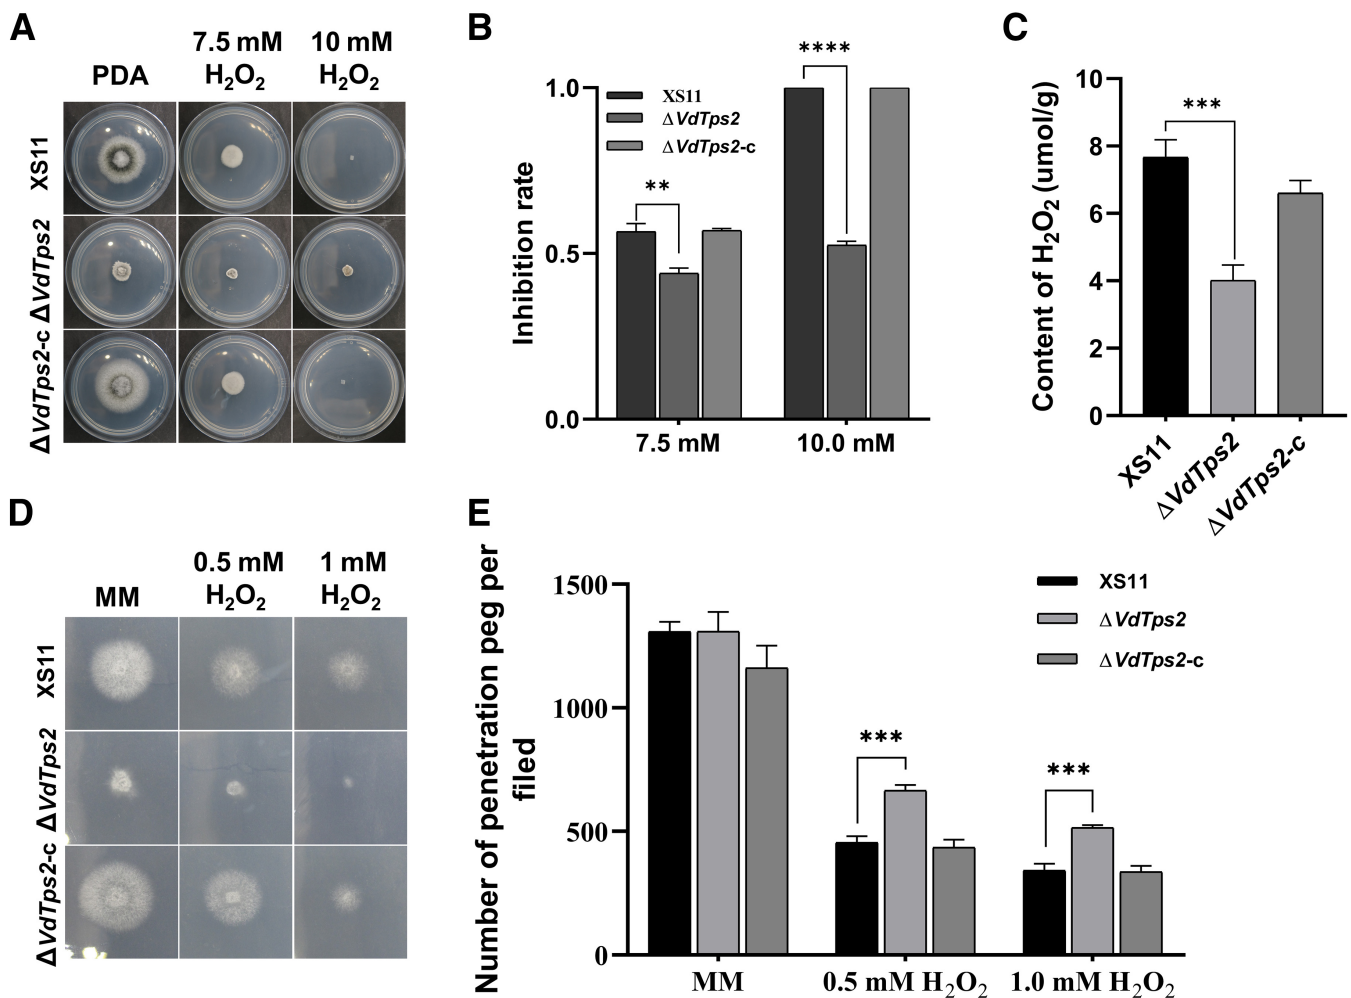 A
PDA
7.5 mM
H₂O₂
10 mM
H₂O₂
XS11
ΔVdTps2
ΔVdTps2-c
B
Inhibition rate
1.0
0.5
0.0
XS11
ΔVdTps2
ΔVdTps2-c
**
****
7.5 mM
10.0 mM
C
Content of H₂O₂ (umol/g)
10
8
6
4
2
0
***
XS11
ΔVdTps2
ΔVdTps2-c
D
MM
0.5 mM
H₂O₂
1 mM
H₂O₂
XS11
ΔVdTps2
ΔVdTps2-c
E
Number of penetration peg per
filed
1500
1000
500
0
***
***
XS11
ΔVdTps2
ΔVdTps2-c
MM
0.5 mM H₂O₂
1.0 mM H₂O₂